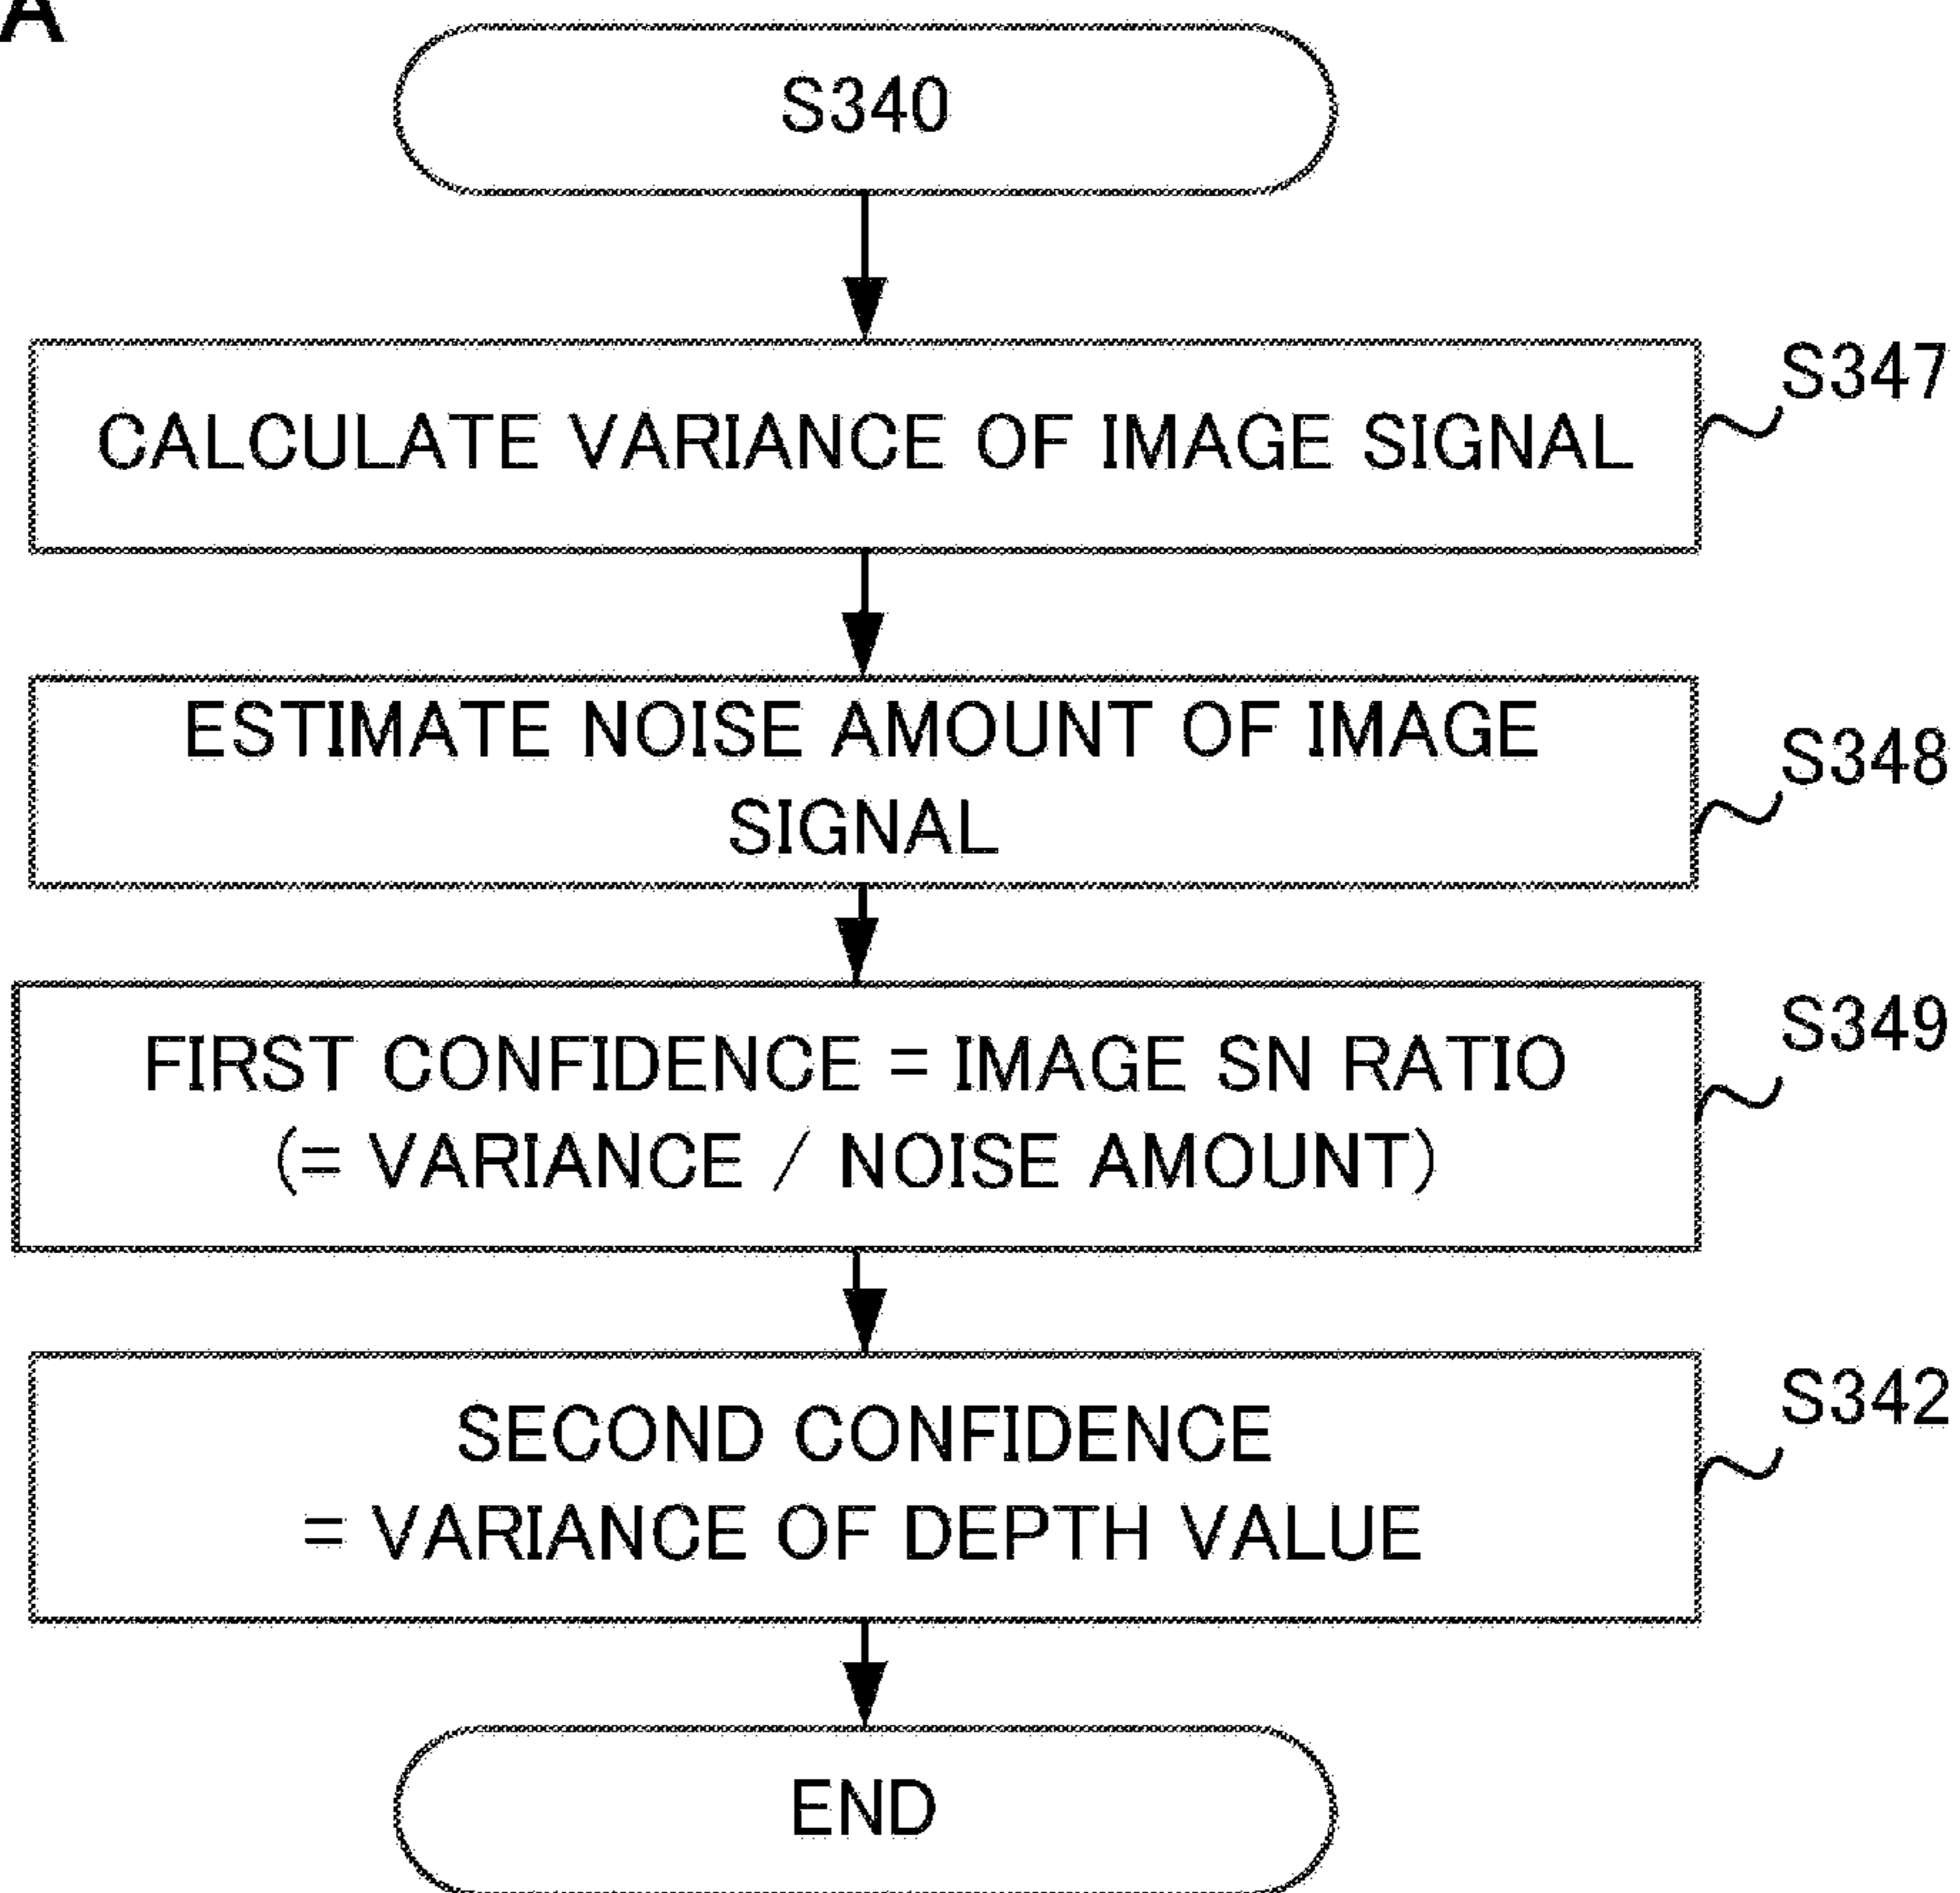 A
S340
CALCULATE VARIANCE OF IMAGE SIGNAL
S347
ESTIMATE NOISE AMOUNT OF IMAGE
SIGNAL
S348
FIRST CONFIDENCE = IMAGE SN RATIO
(= VARIANCE / NOISE AMOUNT)
S349
SECOND CONFIDENCE
= VARIANCE OF DEPTH VALUE
S342
END